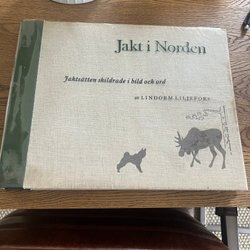 Jakt i Norden
Jaktsätten skildrade i bild och ord
av LINDORM LILJEFORS